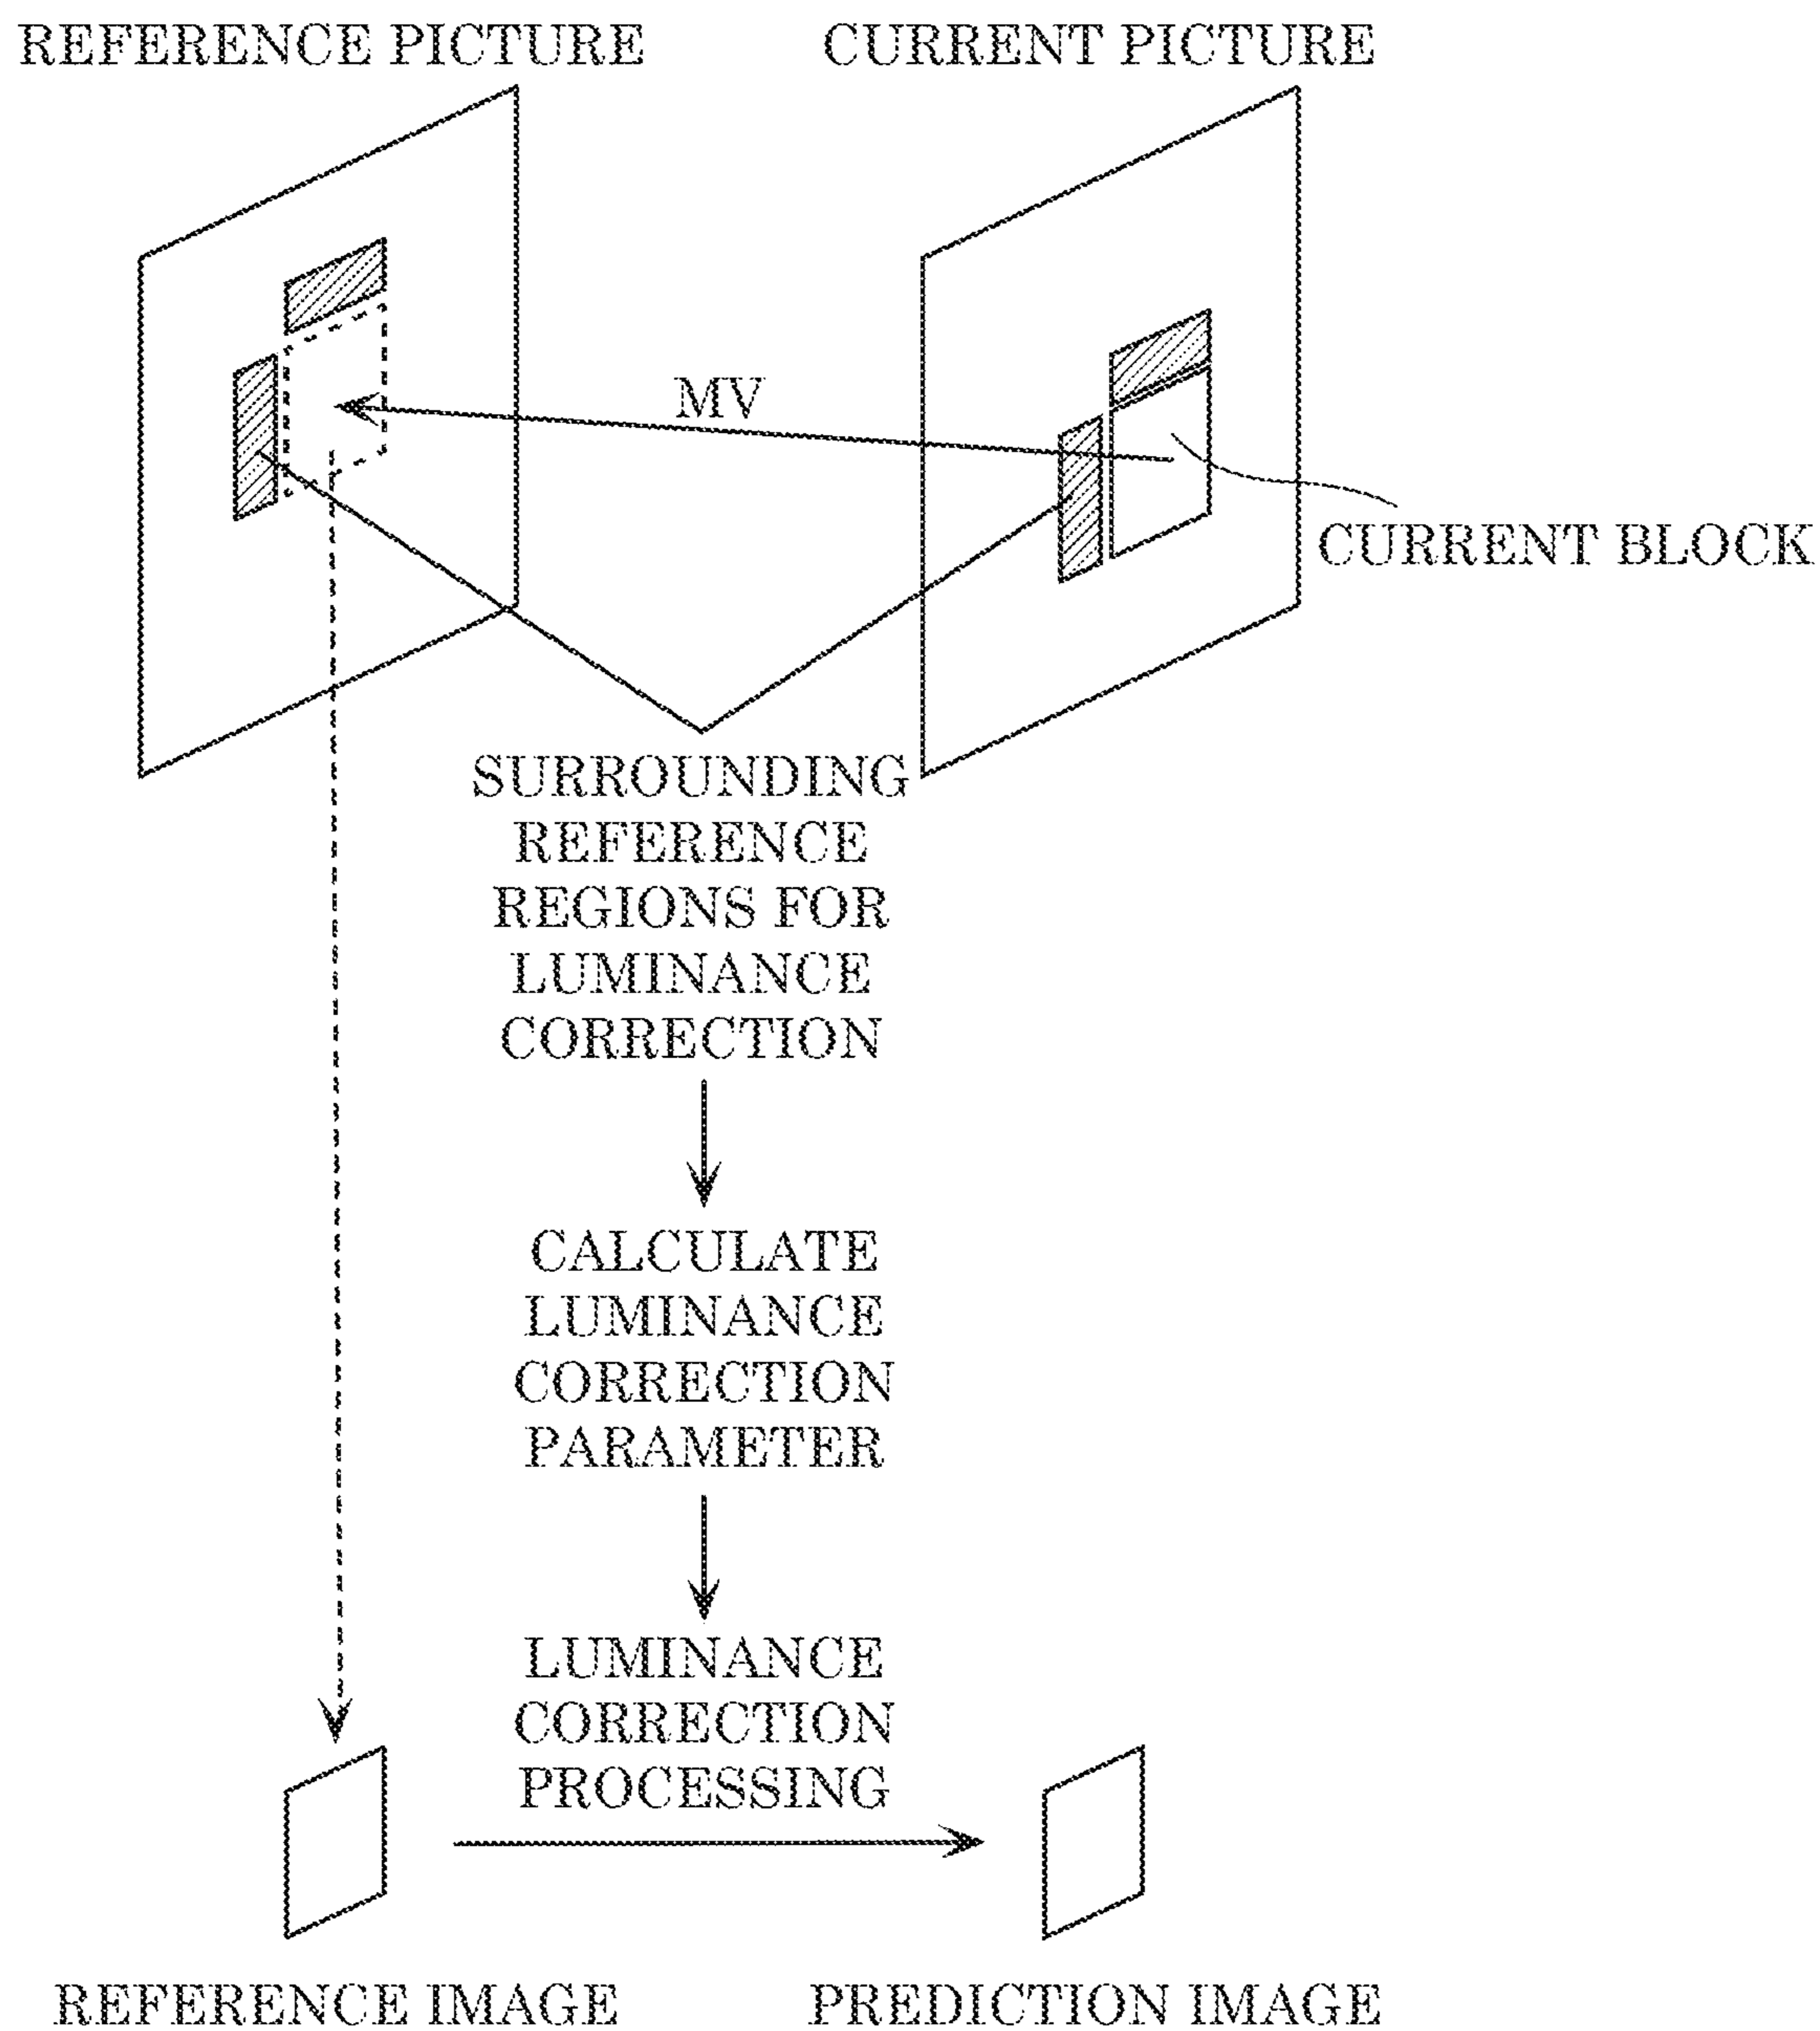 REFERENCE PICTURE
CURRENT PICTURE
MV
CURRENT BLOCK
SURROUNDING
REFERENCE
REGIONS FOR
LUMINANCE
CORRECTION
CALCULATE
LUMINANCE
CORRECTION
PARAMETER
LUMINANCE
CORRECTION
PROCESSING
REFERENCE IMAGE
PREDICTION IMAGE